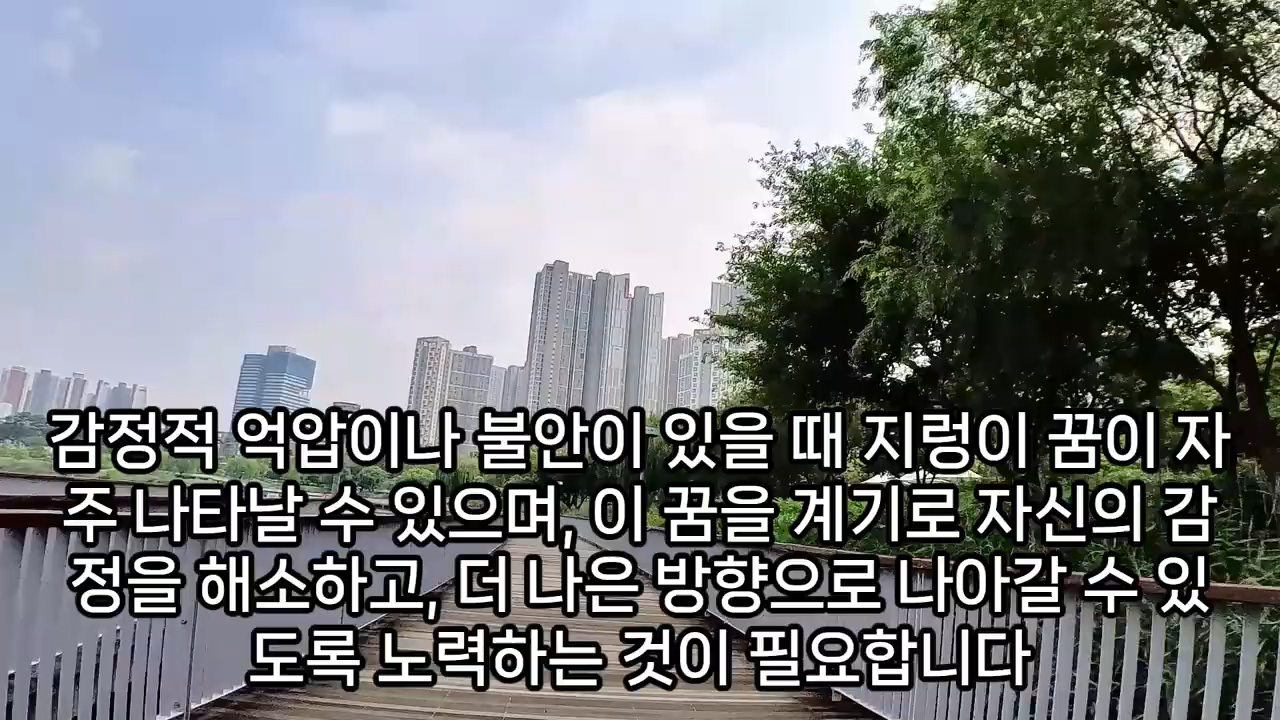 감정적 억압이나 불안이 있을 때 지렁이 꿈이 자
주 나타날 수 있으며, 이 꿈을 계기로 자신의 감
정을 해소하고, 더 나은 방향으로 나아갈 수 있
도록 노력하는 것이 필요합니다